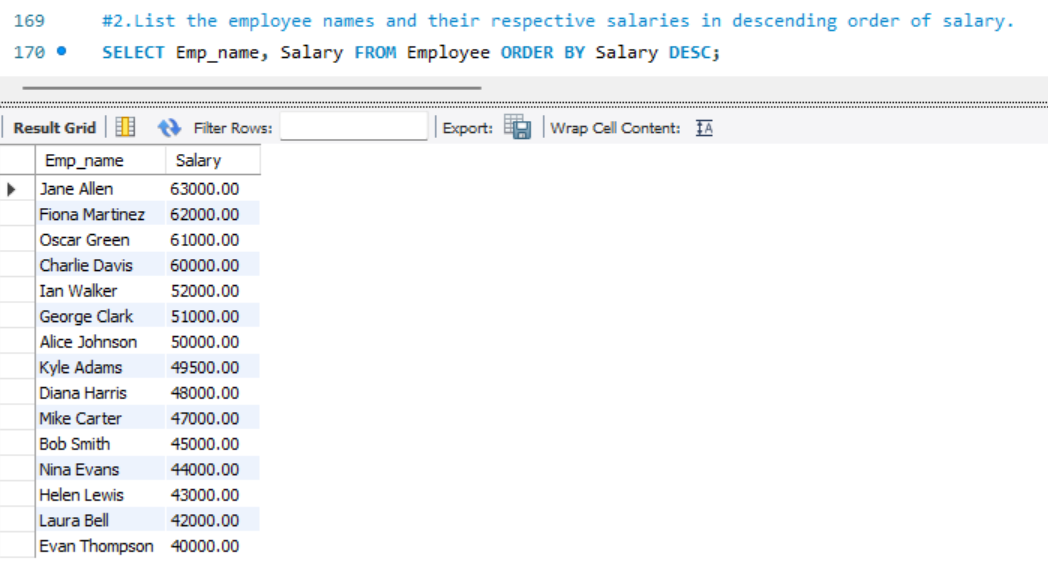 169 #2.List the employee names and their respective salaries in descending order of salary.
170 SELECT Emp_name, Salary FROM Employee ORDER BY Salary DESC;
Result Grid Filter Rows: Export: Wrap Cell Content: IA
Emp_name Salary
Jane Allen 63000.00
Fiona Martinez 62000.00
Oscar Green 61000.00
Charlie Davis 60000.00
Ian Walker 52000.00
George Clark 51000.00
Alice Johnson 50000.00
Kyle Adams 49500.00
Diana Harris 48000.00
Mike Carter 47000.00
Bob Smith 45000.00
Nina Evans 44000.00
Helen Lewis 43000.00
Laura Bell 42000.00
Evan Thompson 40000.00